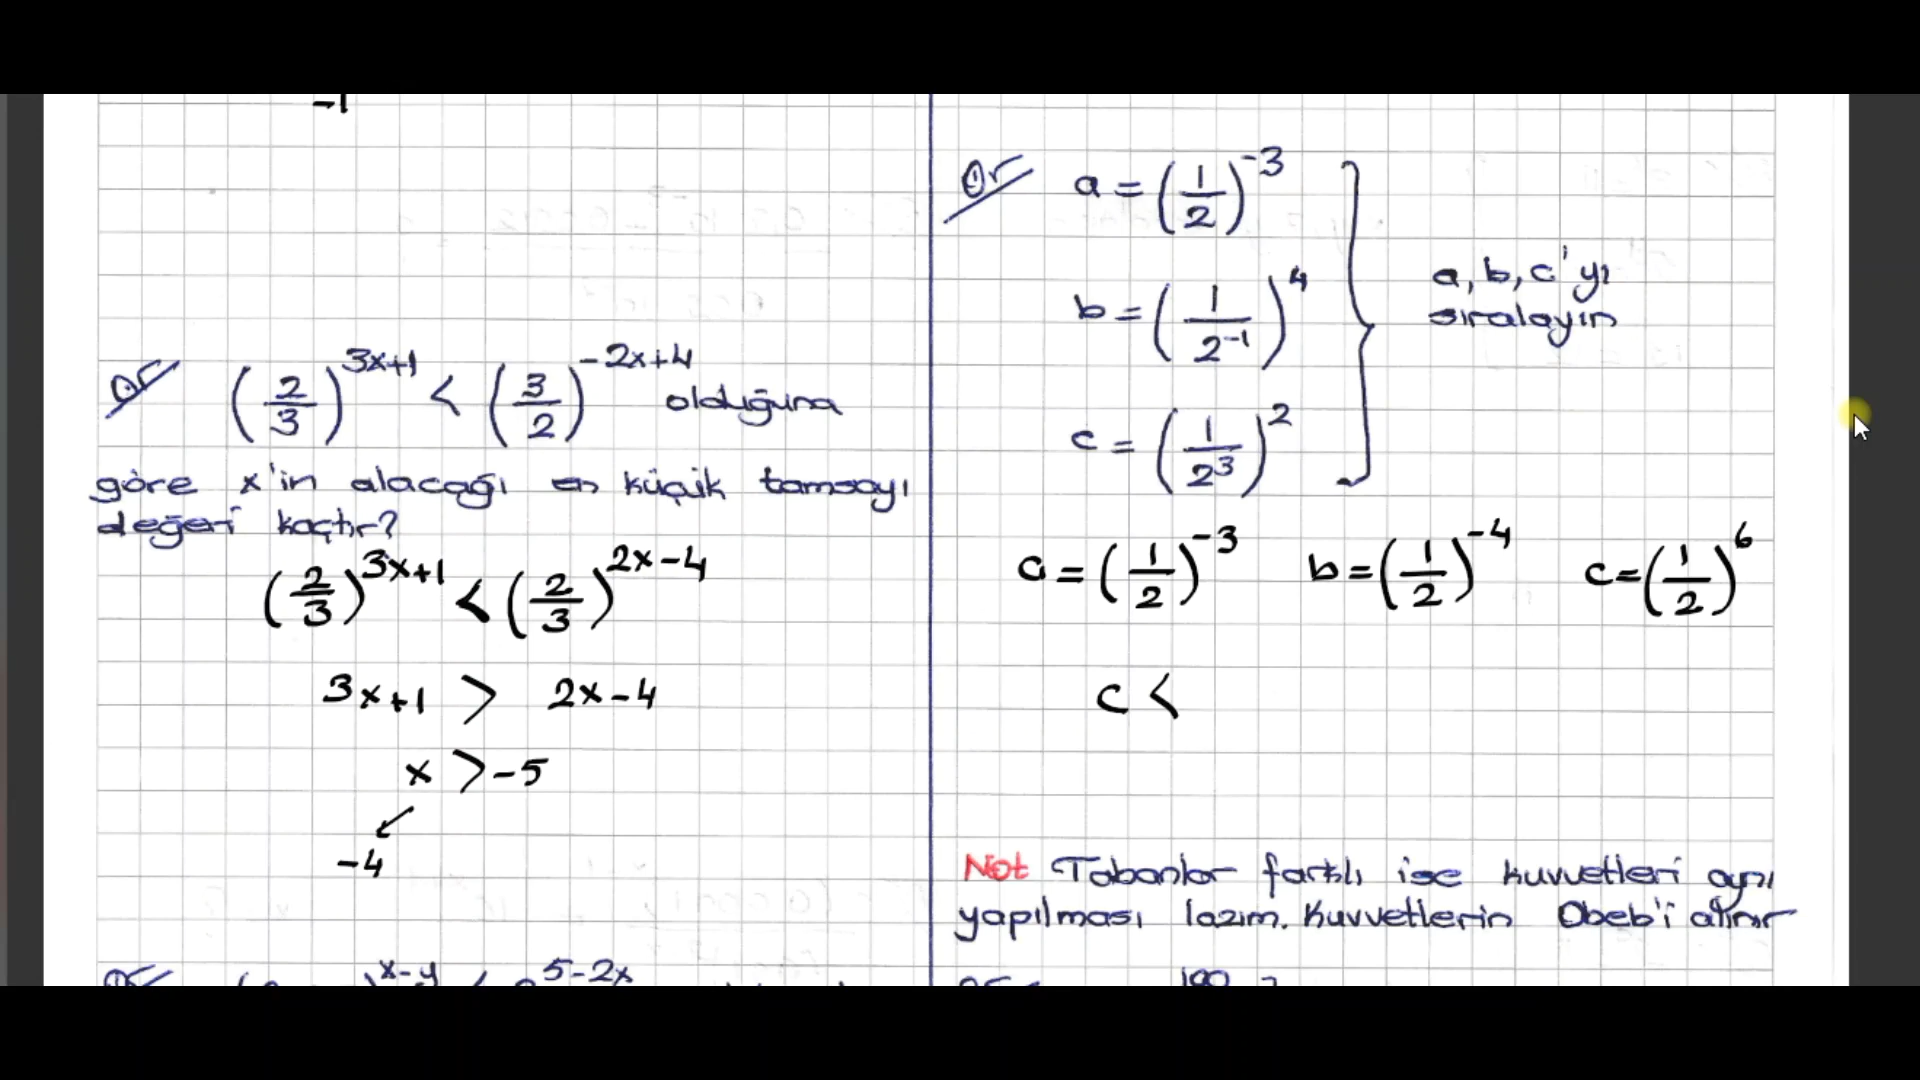 -1
Ör (2/3)^(3x+1) < (3/2)^(-2x+4) olduğuna
göre x'in alacağı en küçük tamsayı
değeri kaçtır?
(2/3)^(3x+1) < (2/3)^(2x-4)
3x+1 > 2x-4
x > -5
-4
Ör
x-y
5-2x
Ör a = (1/2)^(-3)
b = (1/2^(-1))^4
c = (1/2^3)^2
a, b, c'yi
sıralayın
a = (1/2)^(-3) b = (1/2)^(-4) c = (1/2)^6
c <
Not Tabanlar farklı ise kuvvetleri aynı
yapılması lazım. Kuvvetlerin Obeb'i alınır